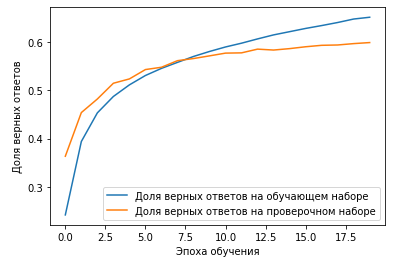 Доля верных ответов
0.6
0.5
0.4
0.3
Доля верных ответов на обучающем наборе
Доля верных ответов на проверочном наборе
0.0 2.5 5.0 7.5 10.0 12.5 15.0 17.5
Эпоха обучения